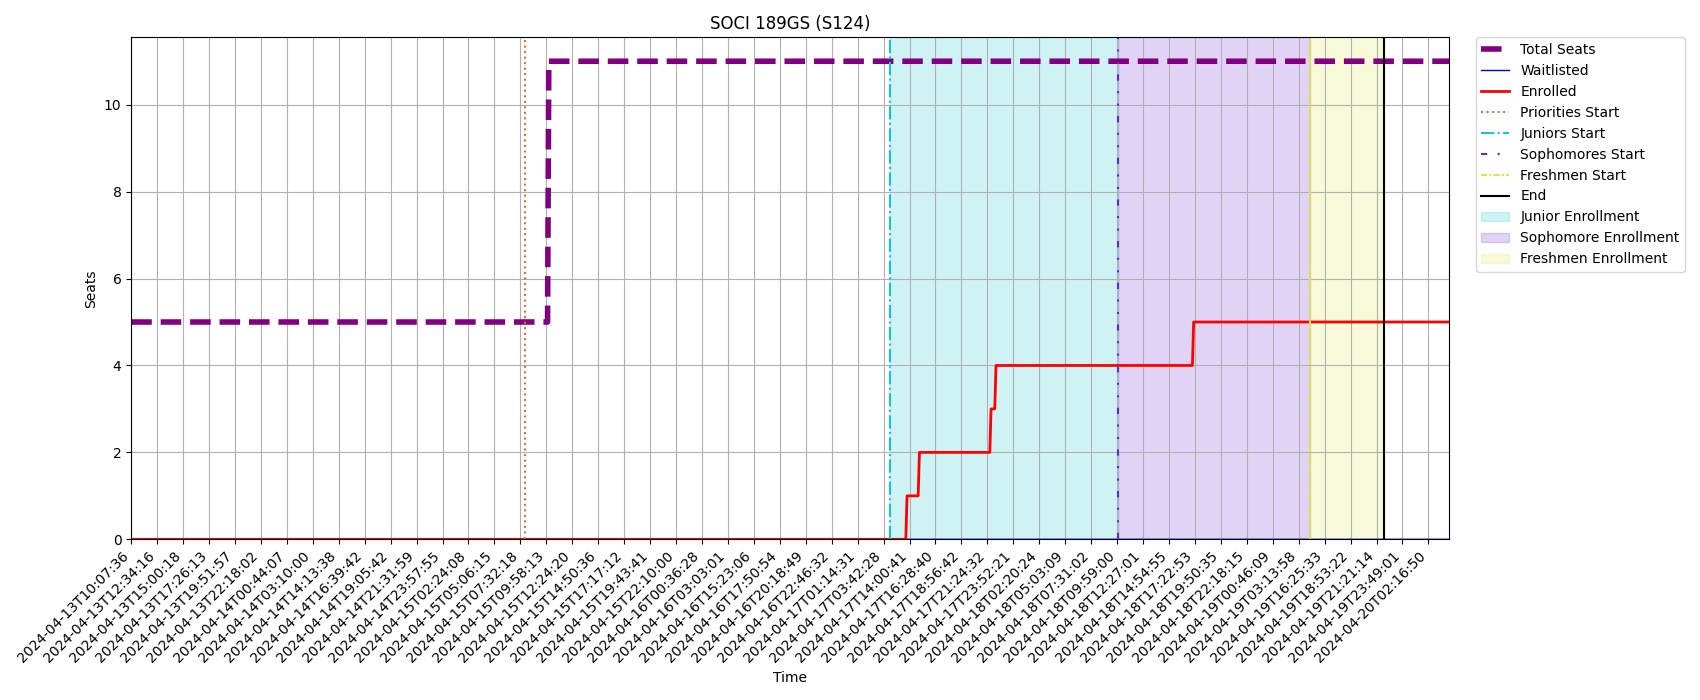 SOCI 189GS (S124)
Total Seats
Waitlisted
Enrolled
Priorities Start
Juniors Start
Sophomores Start
Freshmen Start
End
Junior Enrollment
Sophomore Enrollment
Freshmen Enrollment
Seats
10
8
6
4
2
0
2024-04-13T10:07:36
2024-04-13T12:34:16
2024-04-13T15:00:18
2024-04-13T17:26:13
2024-04-13T19:51:57
2024-04-13T22:18:02
2024-04-14T00:44:07
2024-04-14T03:10:00
2024-04-14T14:13:38
2024-04-14T16:39:42
2024-04-14T19:05:42
2024-04-14T21:31:59
2024-04-14T23:57:55
2024-04-15T02:24:08
2024-04-15T05:06:15
2024-04-15T07:32:18
2024-04-15T09:58:13
2024-04-15T12:24:20
2024-04-15T14:50:36
2024-04-15T17:17:12
2024-04-15T19:43:41
2024-04-15T22:10:00
2024-04-16T00:36:28
2024-04-16T03:03:01
2024-04-16T15:23:06
2024-04-16T17:50:54
2024-04-16T20:18:49
2024-04-16T22:46:32
2024-04-17T01:14:31
2024-04-17T03:42:28
2024-04-17T14:00:41
2024-04-17T16:28:40
2024-04-17T18:56:42
2024-04-17T21:24:32
2024-04-17T23:52:21
2024-04-18T02:20:24
2024-04-18T05:03:09
2024-04-18T07:31:02
2024-04-18T09:59:00
2024-04-18T12:27:01
2024-04-18T14:54:55
2024-04-18T17:22:53
2024-04-18T19:50:35
2024-04-18T22:18:15
2024-04-19T00:46:09
2024-04-19T03:13:58
2024-04-19T16:25:33
2024-04-19T18:53:22
2024-04-19T21:21:14
2024-04-19T23:49:01
2024-04-20T02:16:50
Time